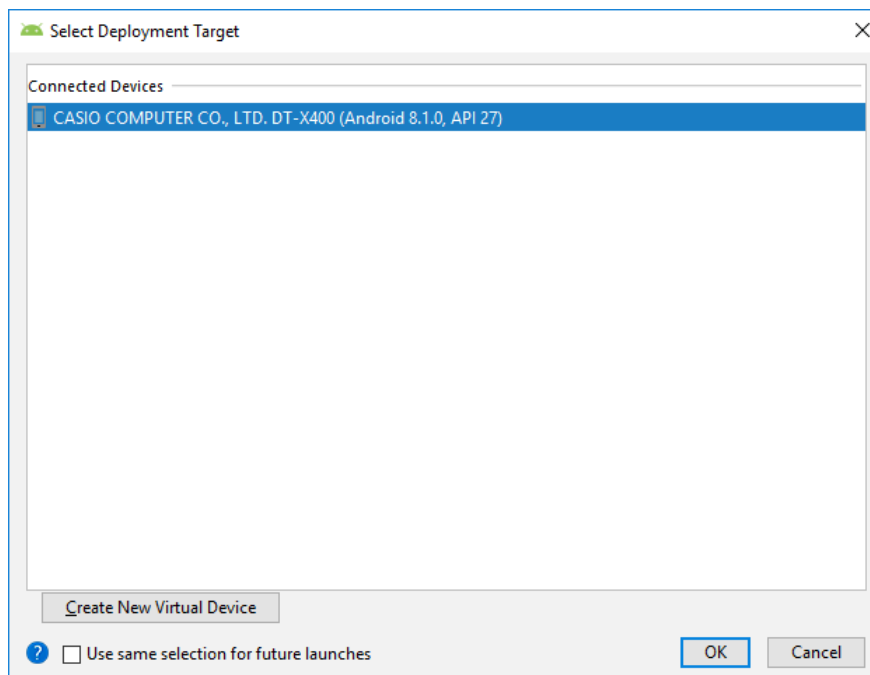 Select Deployment Target
Connected Devices
CASIO COMPUTER CO., LTD. DT-X400 (Android 8.1.0, API 27)
Create New Virtual Device
? Use same selection for future launches OK Cancel